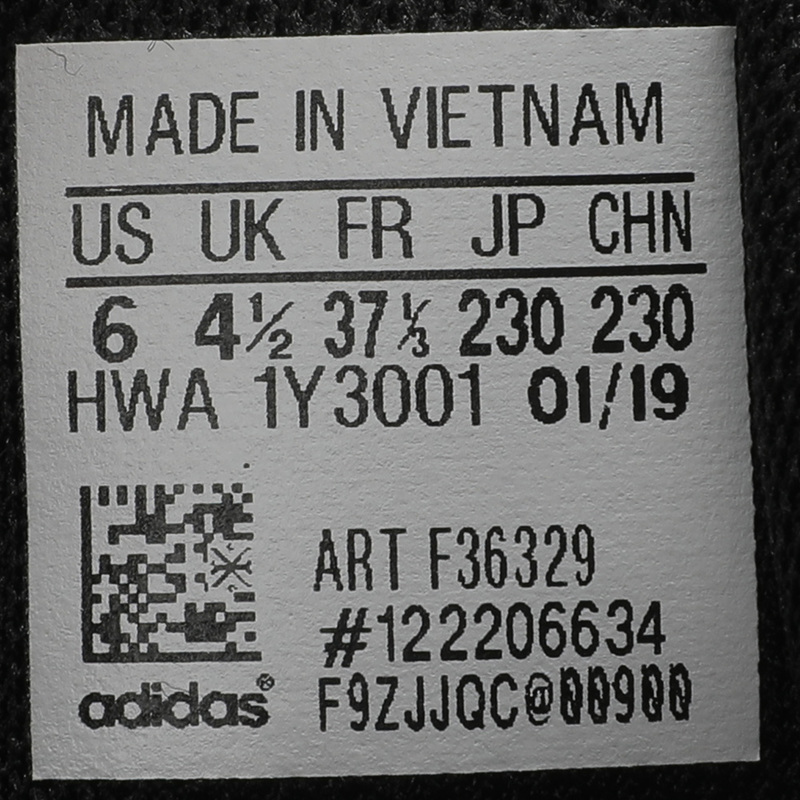 MADE IN VIETNAM
US UK FR JP CHN
6 4½ 37⅓ 230 230
HWA 1Y3001 01/19
ART F36329
#122206634
adidas® F9ZJJQC@00900